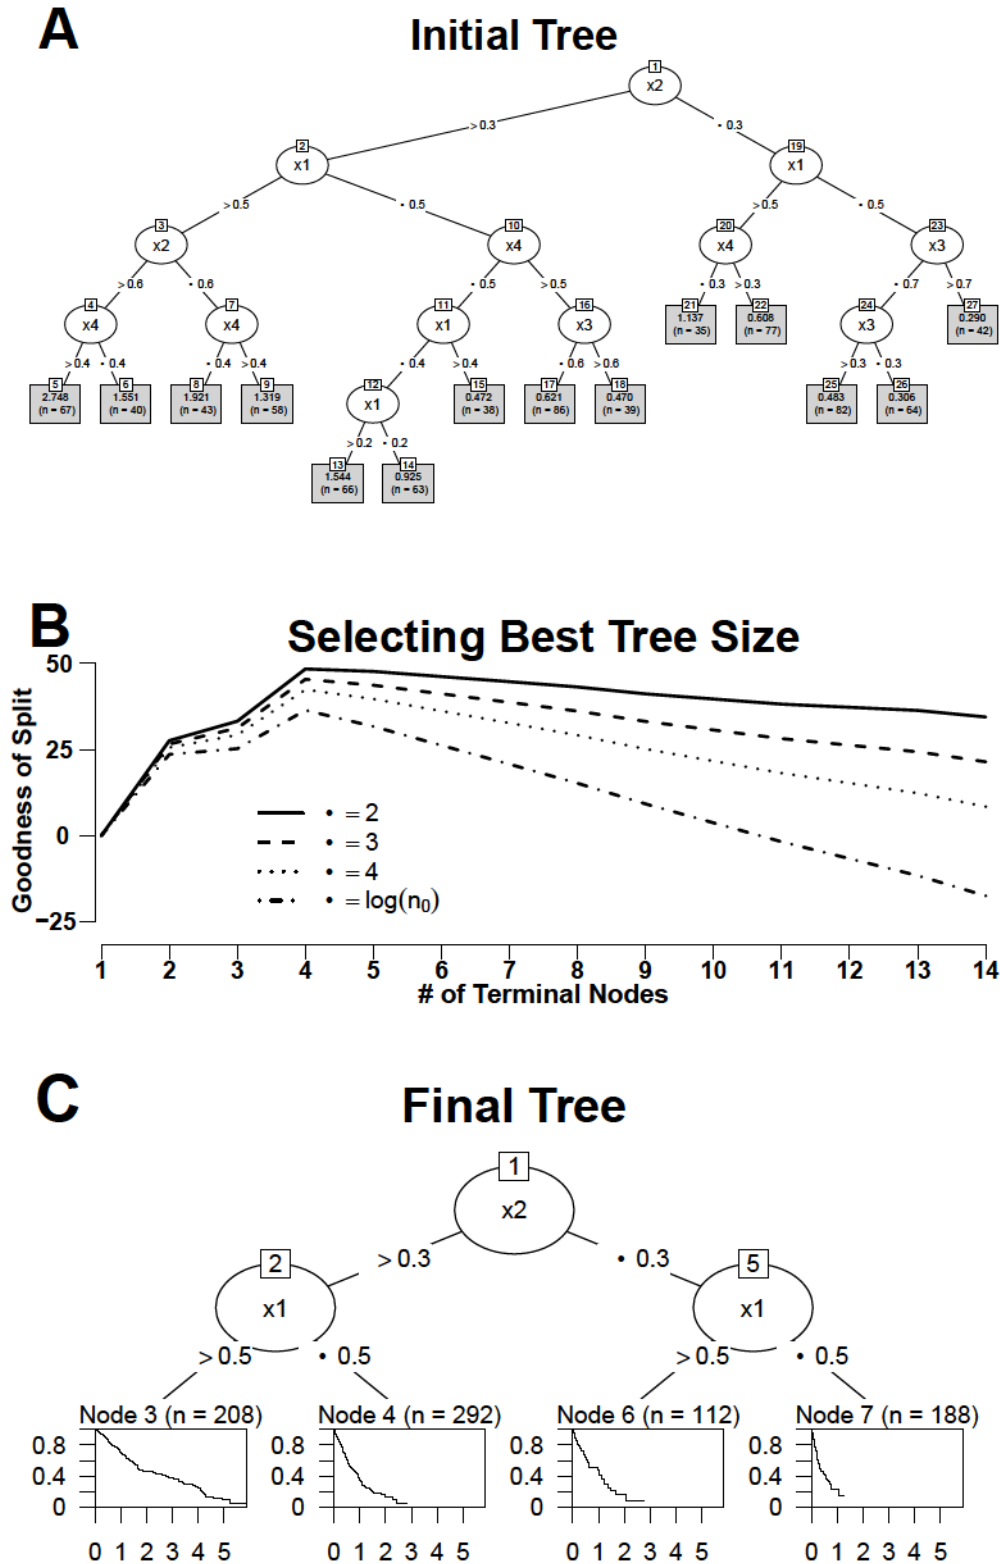 A
Initial Tree
1
x2
> 0.3
• 0.3
2
x1
19
x1
> 0.5
• 0.5
> 0.5
• 0.5
3
x2
10
x4
20
x4
23
x3
> 0.6
• 0.6
• 0.5
> 0.5
• 0.3
> 0.3
• 0.7
> 0.7
4
x4
7
x4
11
x1
16
x3
21
1.137
(n = 35)
22
0.608
(n = 77)
24
x3
27
0.290
(n = 42)
> 0.4
• 0.4
• 0.4
> 0.4
• 0.4
> 0.4
• 0.6
> 0.6
> 0.3
• 0.3
5
2.748
(n = 67)
6
1.551
(n = 40)
8
1.921
(n = 43)
9
1.319
(n = 58)
12
x1
15
0.472
(n = 38)
17
0.621
(n = 86)
18
0.470
(n = 39)
25
0.483
(n = 82)
26
0.306
(n = 64)
> 0.2
• 0.2
13
1.544
(n = 66)
14
0.925
(n = 63)
B
Selecting Best Tree Size
Goodness of Split
50
25
0
−25
• = 2
• = 3
• = 4
• = log(n0)
1 2 3 4 5 6 7 8 9 10 11 12 13 14
# of Terminal Nodes
C
Final Tree
1
x2
> 0.3
• 0.3
2
x1
5
x1
> 0.5
• 0.5
> 0.5
• 0.5
Node 3 (n = 208)
0.8
0.4
0
0 1 2 3 4 5
Node 4 (n = 292)
0.8
0.4
0
0 1 2 3 4 5
Node 6 (n = 112)
0.8
0.4
0
0 1 2 3 4 5
Node 7 (n = 188)
0.8
0.4
0
0 1 2 3 4 5